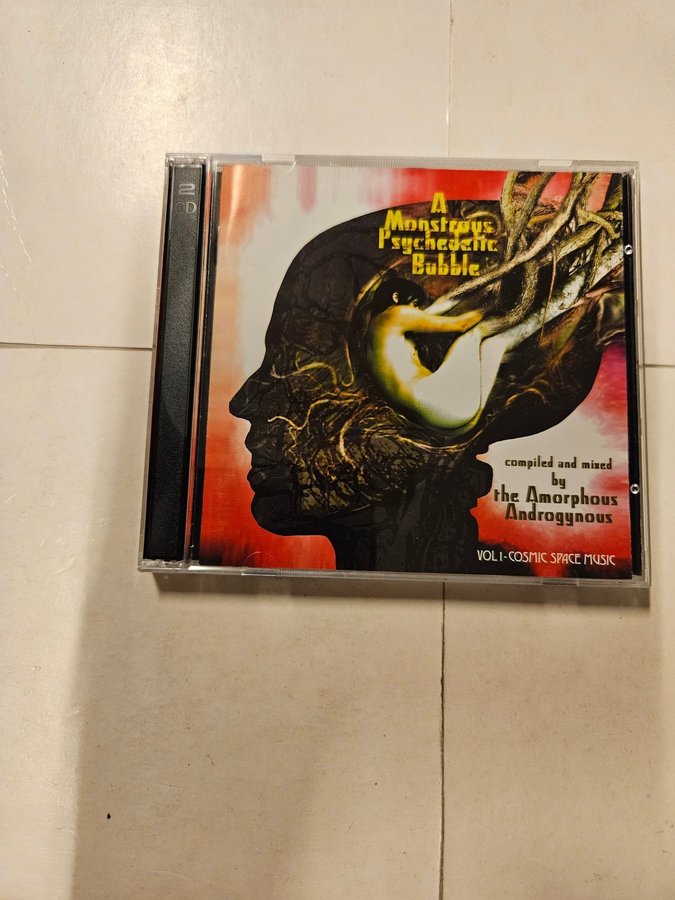 2
CD
A
Monstrous
Psychedelic
Bubble
compiled and mixed
by
the Amorphous
Androgynous
VOL 1 - COSMIC SPACE MUSIC